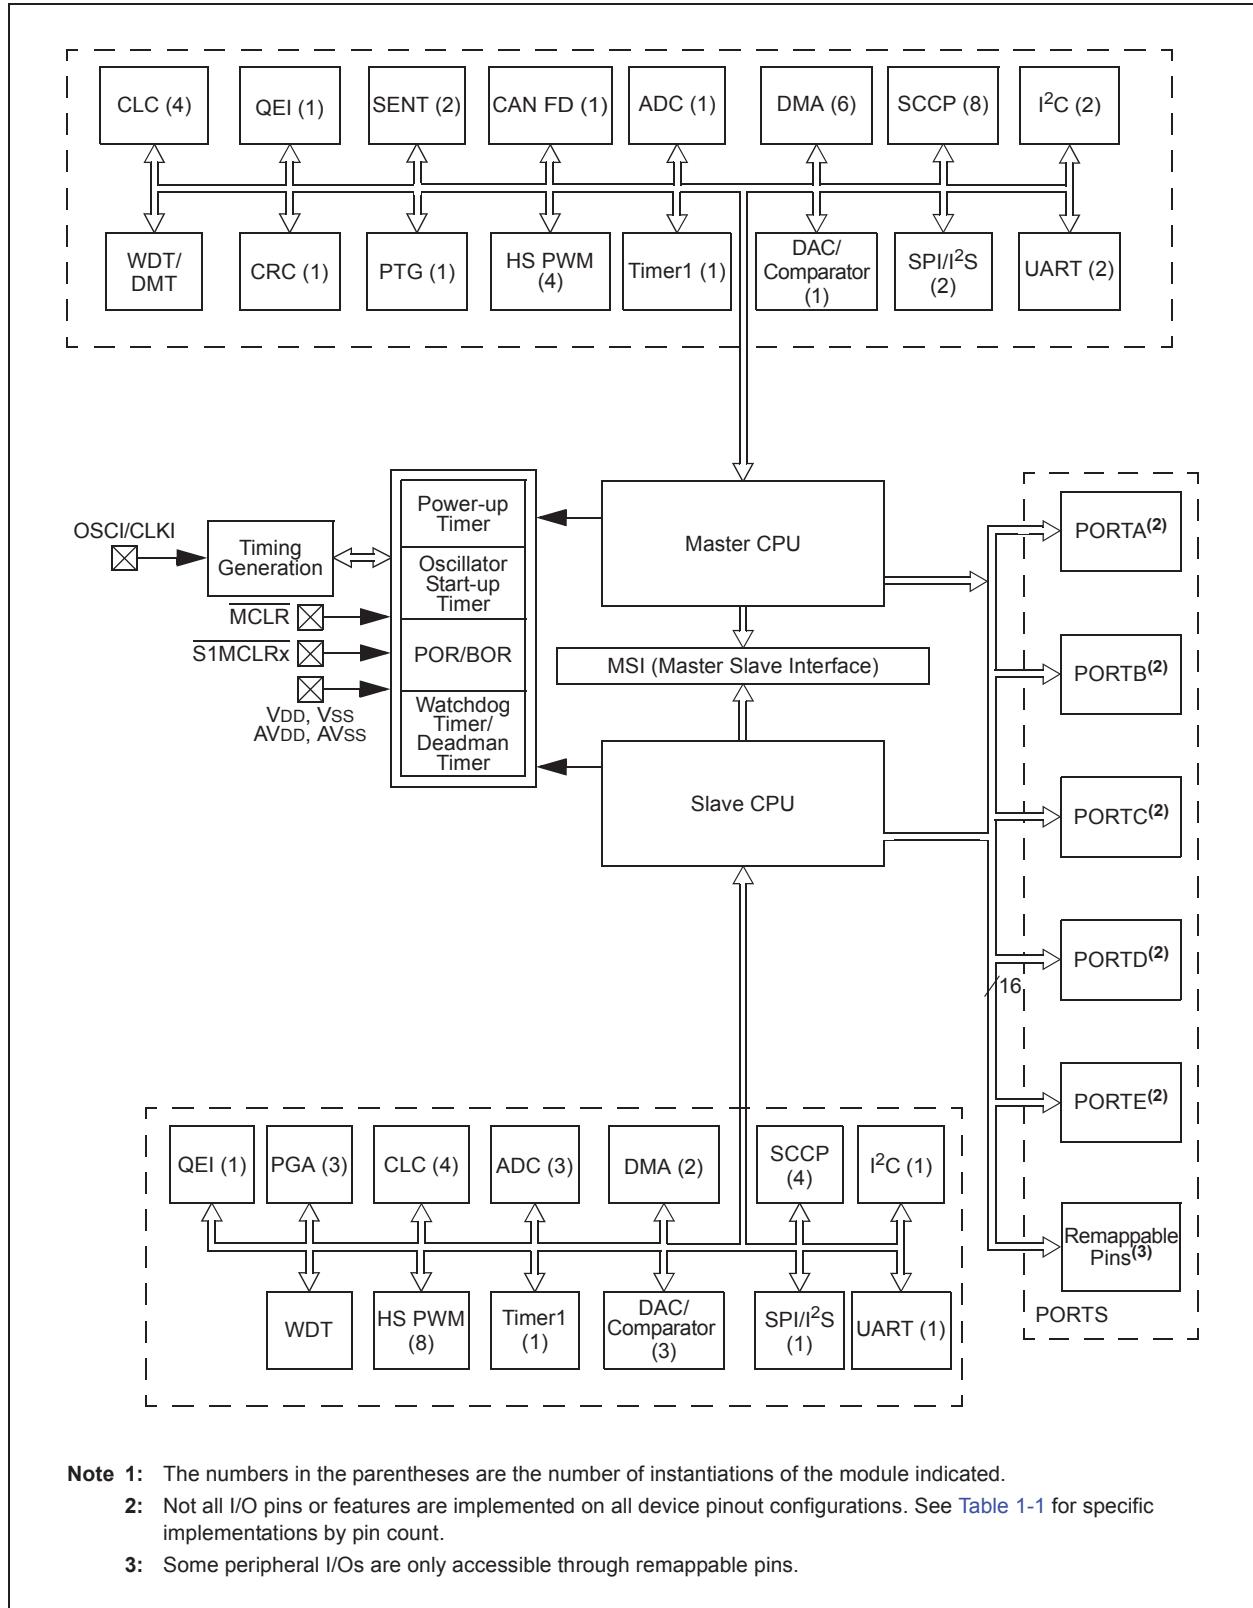 CLC (4)
QEI (1)
SENT (2)
CAN FD (1)
ADC (1)
DMA (6)
SCCP (8)
I²C (2)
WDT/
DMT
CRC (1)
PTG (1)
HS PWM
(4)
Timer1 (1)
DAC/
Comparator
(1)
SPI/I²S
(2)
UART (2)
OSCI/CLKI
Timing
Generation
MCLR
S1MCLRx
VDD, VSS
AVDD, AVSS
Power-up
Timer
Oscillator
Start-up
Timer
POR/BOR
Watchdog
Timer/
Deadman
Timer
Master CPU
MSI (Master Slave Interface)
Slave CPU
PORTA(2)
PORTB(2)
PORTC(2)
PORTD(2)
16
PORTE(2)
Remappable
Pins(3)
PORTS
QEI (1)
PGA (3)
CLC (4)
ADC (3)
DMA (2)
SCCP
(4)
I²C (1)
WDT
HS PWM
(8)
Timer1
(1)
DAC/
Comparator
(3)
SPI/I²S
(1)
UART (1)
Note 1: The numbers in the parentheses are the number of instantiations of the module indicated.
2: Not all I/O pins or features are implemented on all device pinout configurations. See Table 1-1 for specific
implementations by pin count.
3: Some peripheral I/Os are only accessible through remappable pins.